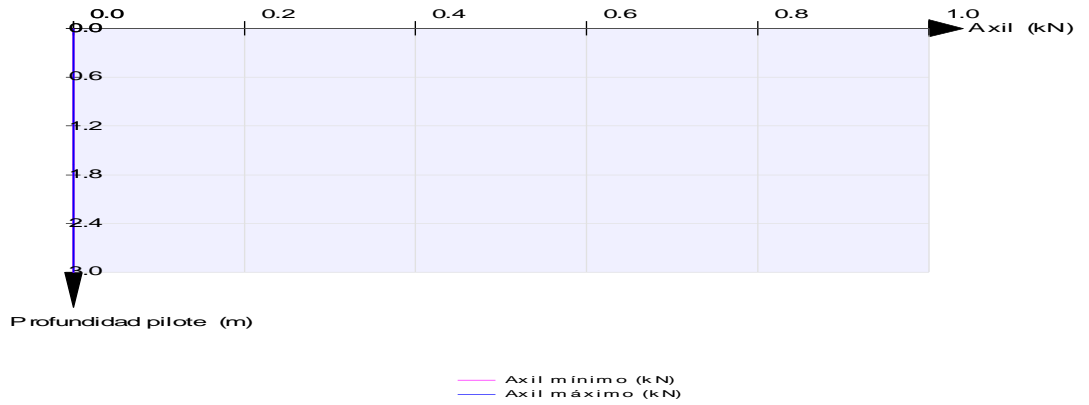 0.0 0.2 0.4 0.6 0.8 1.0
0.0 Axil (kN)
0.6
1.2
1.8
2.4
3.0
Profundidad pilote (m)
Axil mínimo (kN)
Axil máximo (kN)